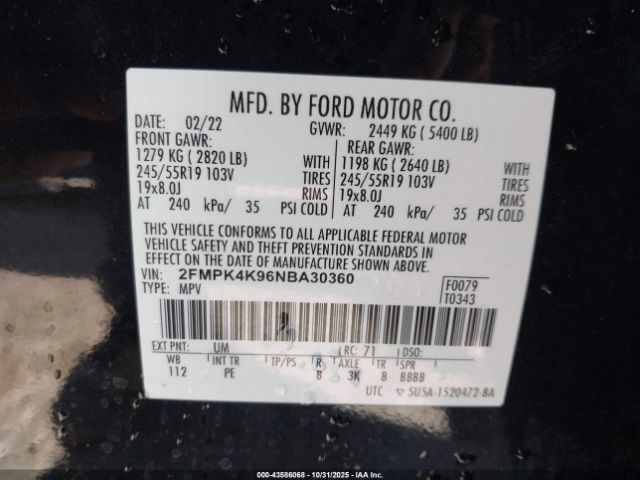 MFD. BY FORD MOTOR CO.
DATE: 02/22 GVWR: 2449 KG ( 5400 LB)
FRONT GAWR: REAR GAWR:
1279 KG ( 2820 LB) WITH 1198 KG ( 2640 LB) WITH
245/55R19 103V TIRES 245/55R19 103V TIRES
19x8.0J RIMS 19x8.0J RIMS
AT 240 kPa/ 35 PSI COLD AT 240 kPa/ 35 PSI COLD
THIS VEHICLE CONFORMS TO ALL APPLICABLE FEDERAL MOTOR
VEHICLE SAFETY AND THEFT PREVENTION STANDARDS IN
EFFECT ON THE DATE OF MANUFACTURE SHOWN ABOVE.
VIN: 2FMPK4K96NBA30360 F0079
TYPE: MPV T0343
EXT PNT: UM RC: 71 DSO:
WB INT TR TP/PS R AXLE TR SPR
112 PE B 3K 8 BBBB
UTC ▽ SUSA-1520472-BA
000-43586068 - 10/31/2025 - IAA, Inc.